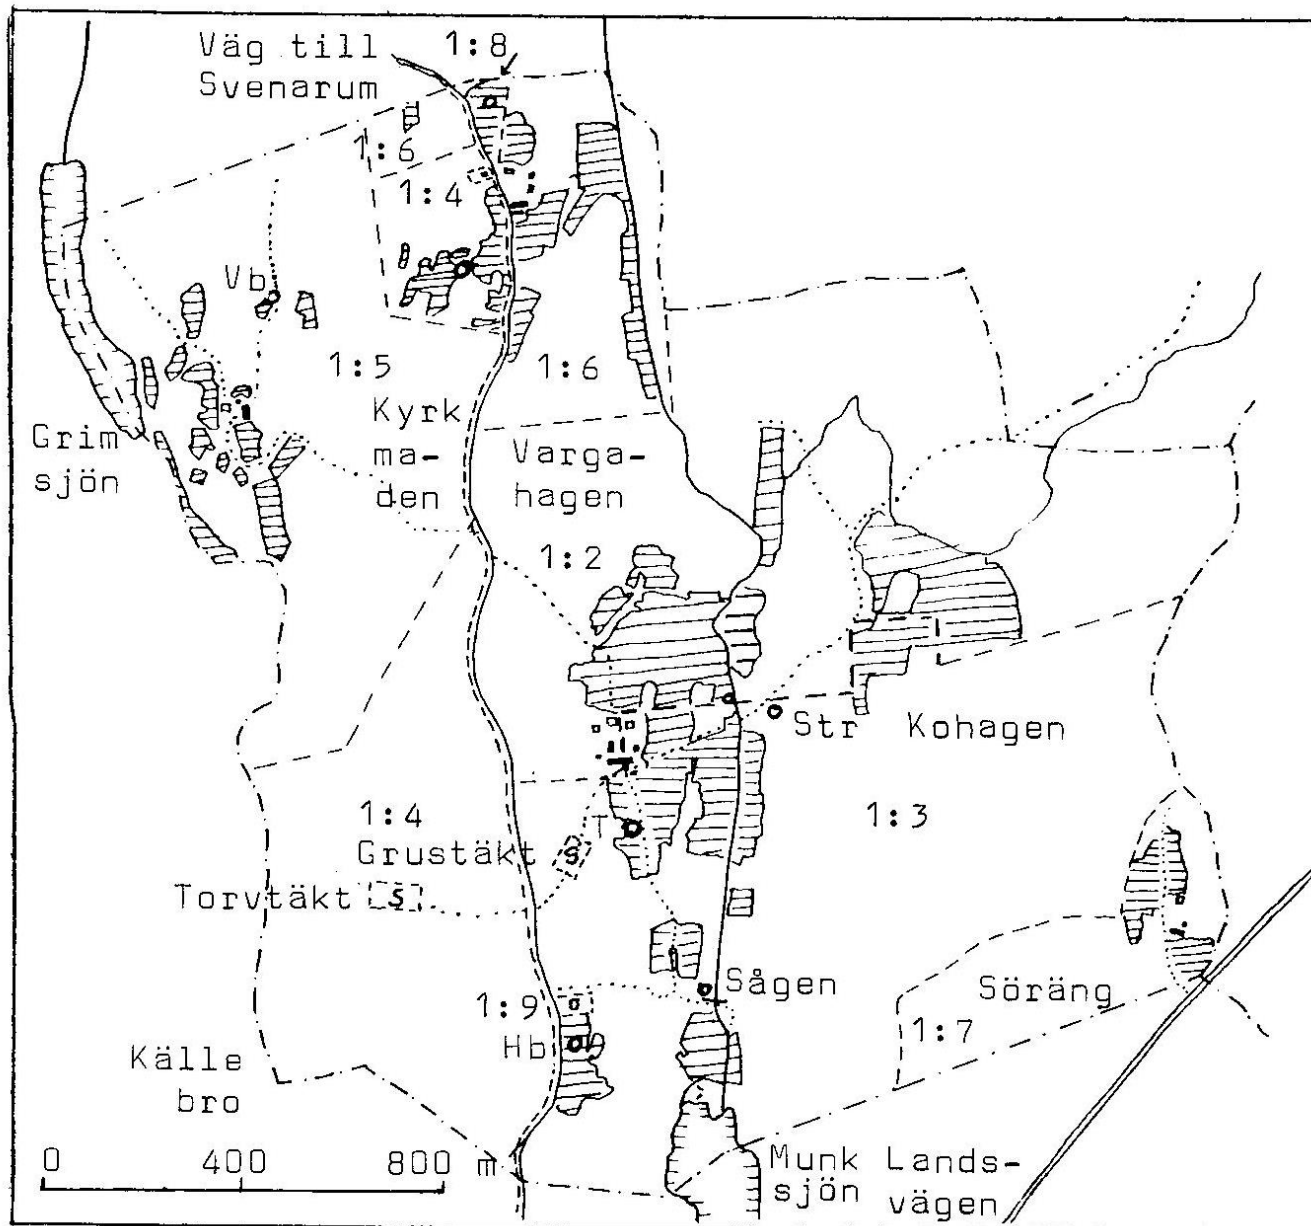 Väg till
Svenarum
1:8
1:6
1:4
Vb
1:5
1:6
Grim
sjön
Kyrk
ma-
den
Varga-
hagen
1:2
Str
Kohagen
1:4
Grustäkt
S
T
1:3
Torvtäkt
S
Sågen
1:9
Hb
Söräng
1:7
Källe
bro
0 400 800 m
Munk
sjön
Lands-
vägen